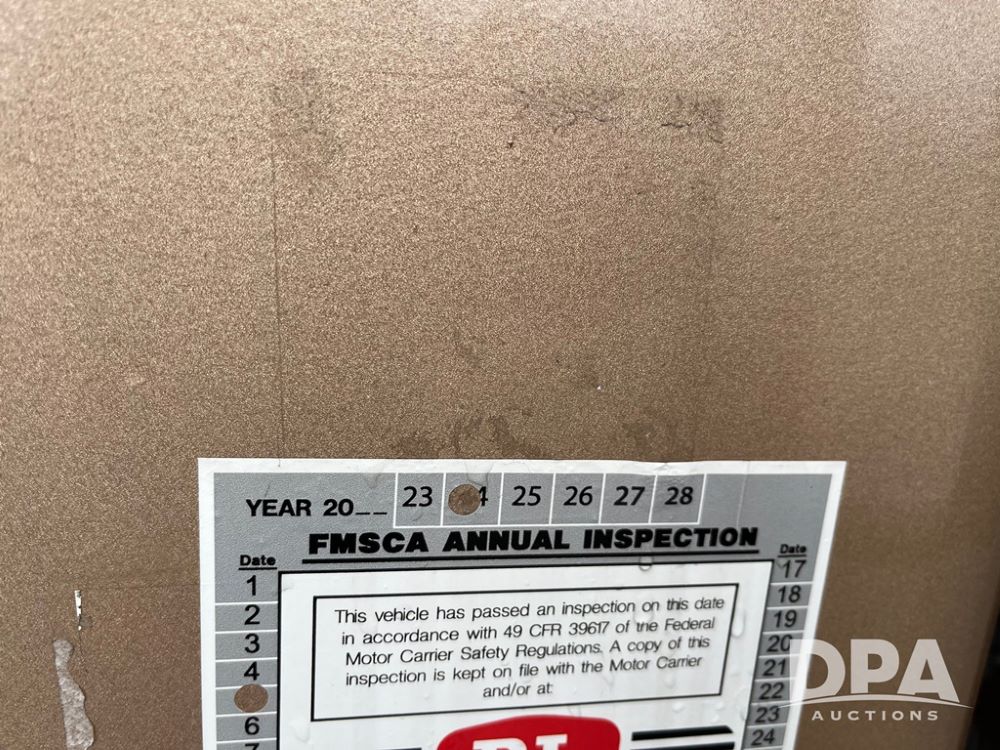 YEAR 20__ 23 4 25 26 27 28
FMSCA ANNUAL INSPECTION
Date
1
2
3
4
6
7
This vehicle has passed an inspection on this date
in accordance with 49 CFR 39617 of the Federal
Motor Carrier Safety Regulations. A copy of this
inspection is kept on file with the Motor Carrier
and/or at:
Date
17
18
19
20
21
22
23
24
DPA
AUCTIONS